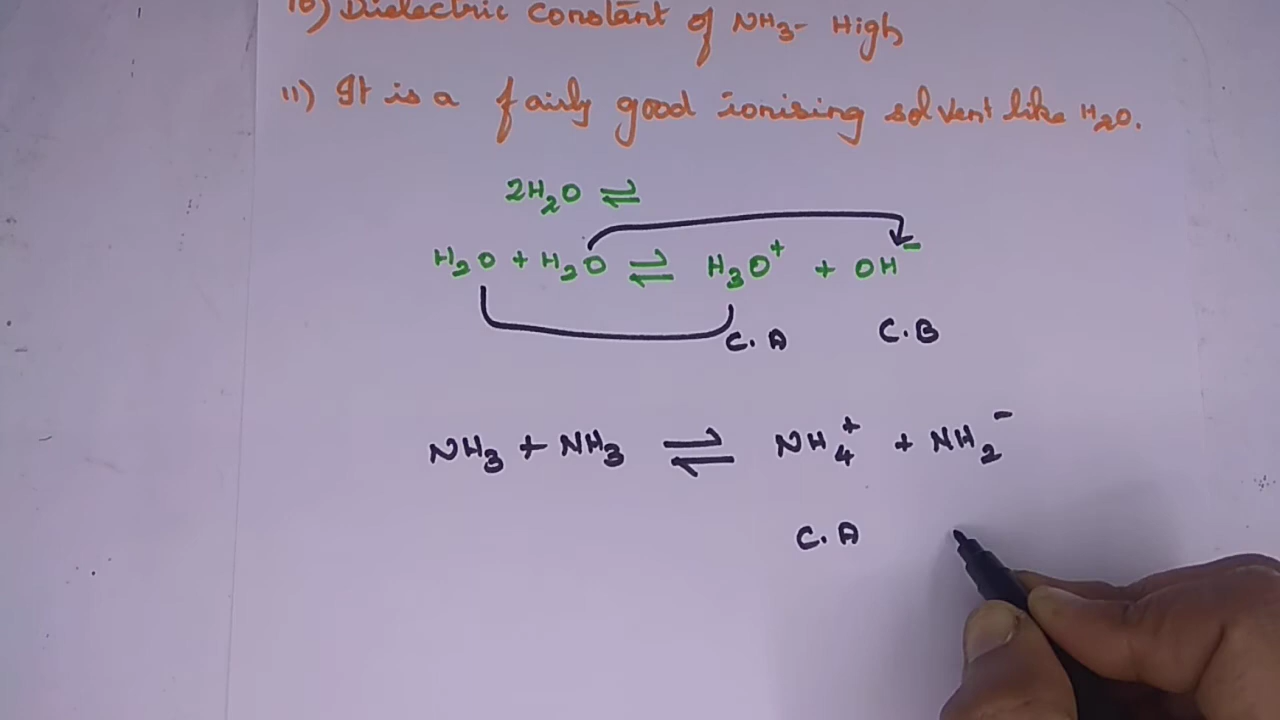 10) Dielectric constant of NH₃- High
11) It is a fairly good ionising solvent like H₂O.
2H₂O ⇌
H₂O + H₂O ⇌ H₃O⁺ + OH⁻
C.A C.B
NH₃ + NH₃ ⇌ NH₄⁺ + NH₂⁻
C.A